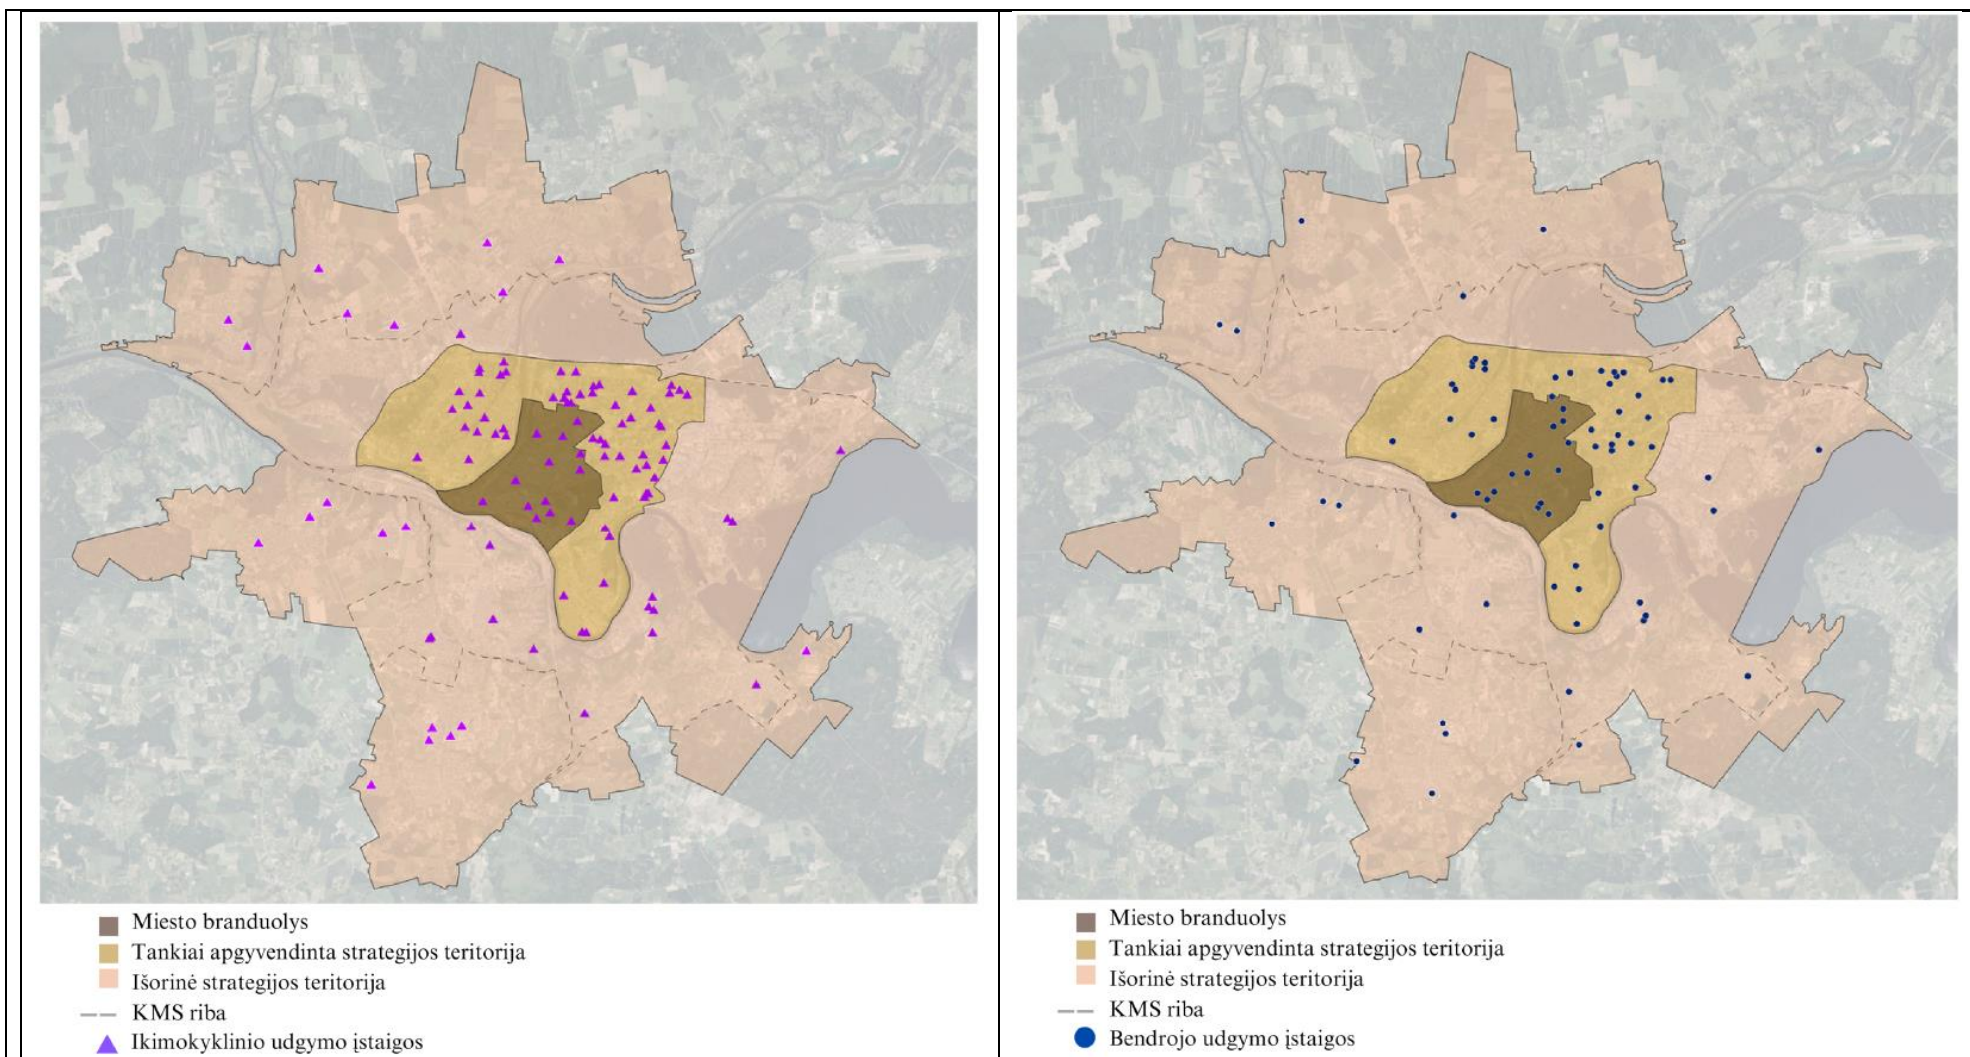 Miesto branduolys
Tankiai apgyvendinta strategijos teritorija
Išorinė strategijos teritorija
KMS riba
Ikimokyklinio udgymo įstaigos
Miesto branduolys
Tankiai apgyvendinta strategijos teritorija
Išorinė strategijos teritorija
KMS riba
Bendrojo udgymo įstaigos